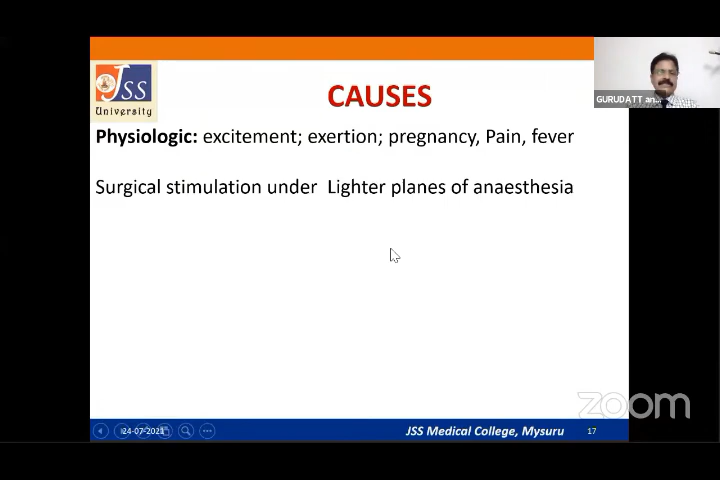 JSS
University
CAUSES
GURUDATT an
Physiologic: excitement; exertion; pregnancy, Pain, fever
Surgical stimulation under Lighter planes of anaesthesia
zoom
24-07-2021
JSS Medical College, Mysuru
17